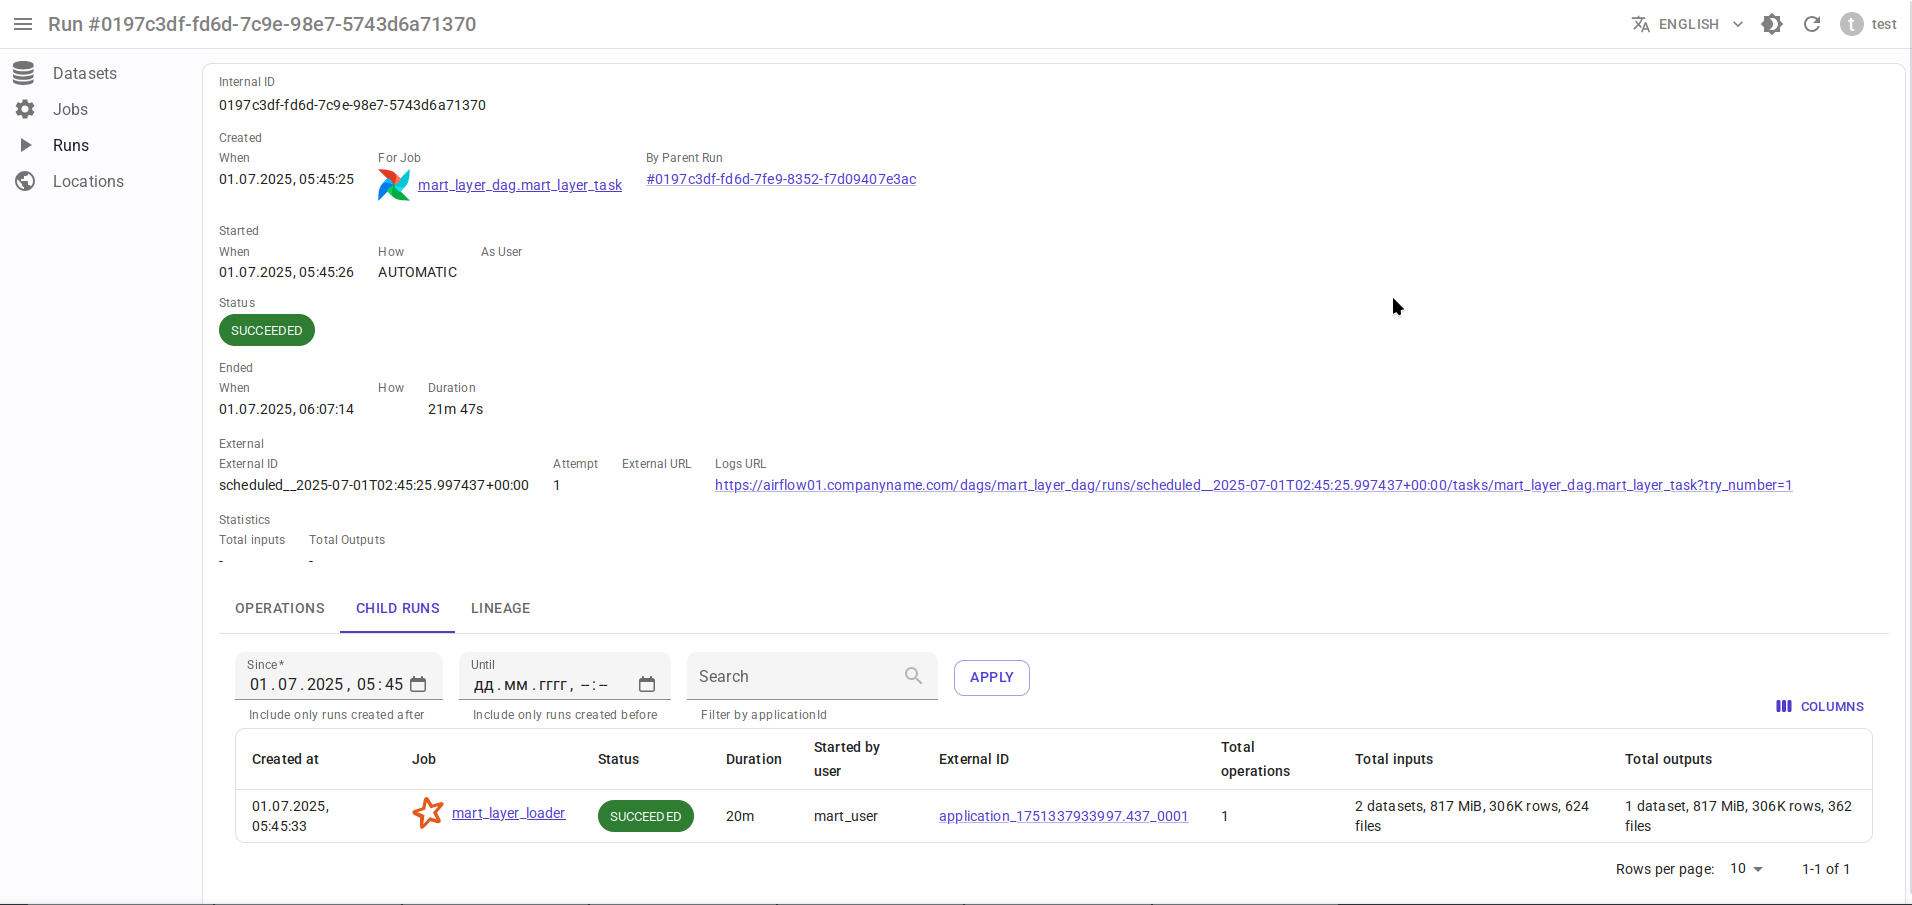 Run #0197c3df-fd6d-7c9e-98e7-5743d6a71370
ENGLISH
t
test
Datasets
Jobs
Runs
Locations
Internal ID
0197c3df-fd6d-7c9e-98e7-5743d6a71370
Created
When For Job By Parent Run
01.07.2025, 05:45:25 mart_layer_dag.mart_layer_task #0197c3df-fd6d-7fe9-8352-f7d09407e3ac
Started
When How As User
01.07.2025, 05:45:26 AUTOMATIC
Status
SUCCEEDED
Ended
When How Duration
01.07.2025, 06:07:14 21m 47s
External
External ID Attempt External URL Logs URL
scheduled__2025-07-01T02:45:25.997437+00:00 1 https://airflow01.companyname.com/dags/mart_layer_dag/runs/scheduled__2025-07-01T02:45:25.997437+00:00/tasks/mart_layer_dag.mart_layer_task?try_number=1
Statistics
Total inputs Total Outputs
- -
OPERATIONS CHILD RUNS LINEAGE
Since* Until
01.07.2025, 05:45 дд.мм.гггг, --:-- Search APPLY
Include only runs created after Include only runs created before Filter by applicationId
COLUMNS
Created at Job Status Duration Started by user External ID Total operations Total inputs Total outputs
01.07.2025, 05:45:33 mart_layer_loader SUCCEEDED 20m mart_user application_1751337933997.437_0001 1 2 datasets, 817 MiB, 306K rows, 624 files 1 dataset, 817 MiB, 306K rows, 362 files
Rows per page: 10 1-1 of 1